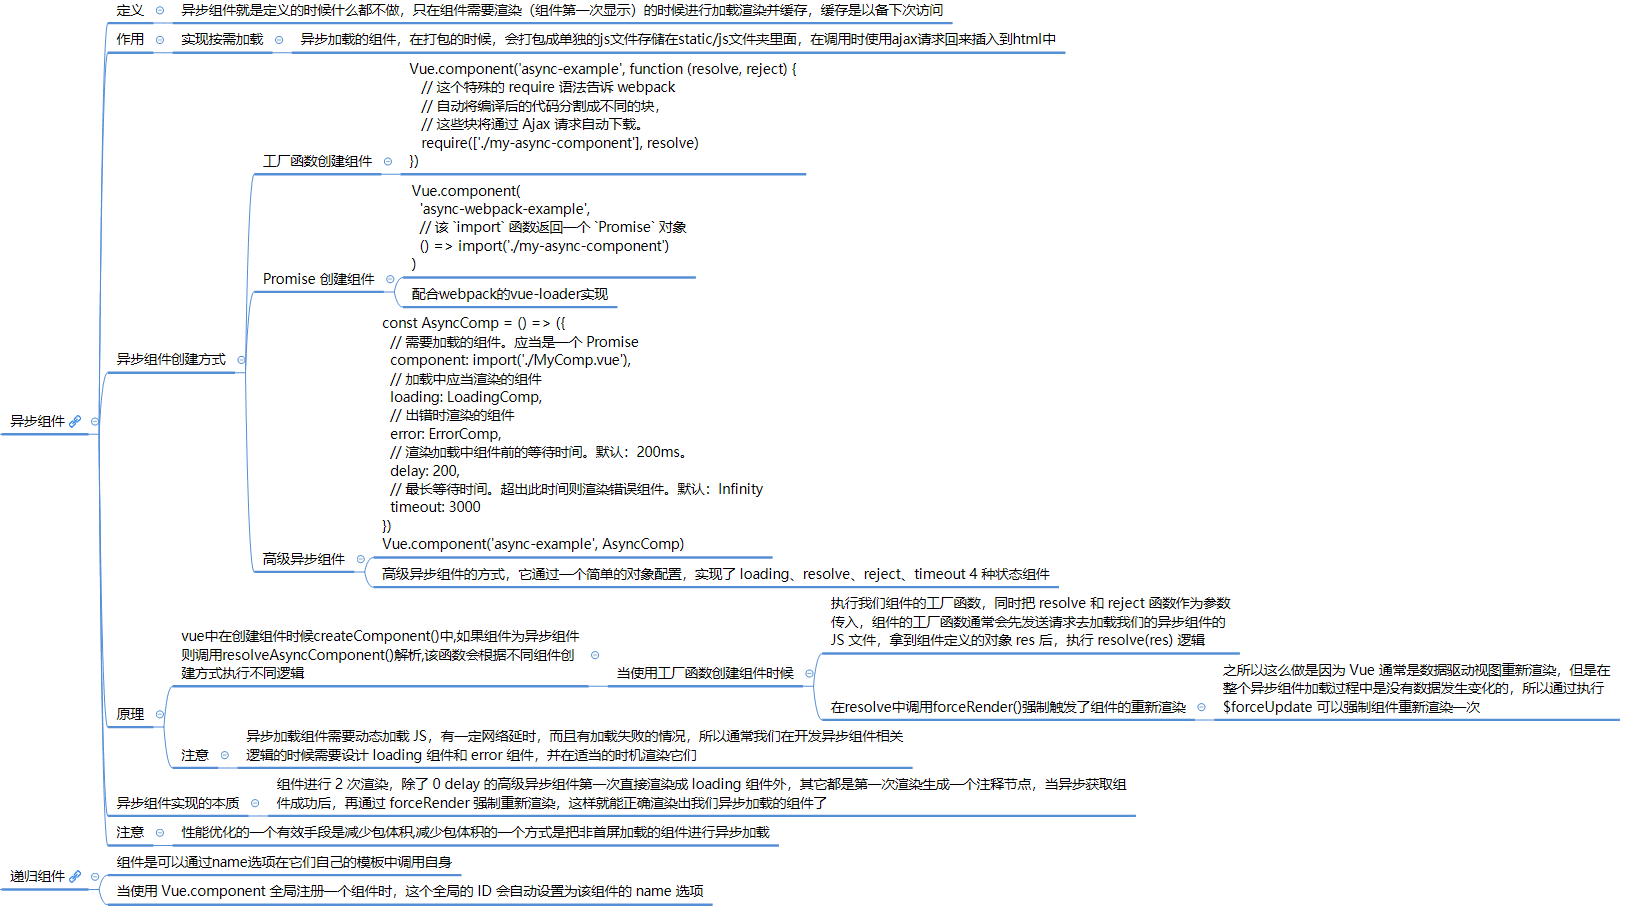 定义
异步组件就是定义的时候什么都不做，只在组件需要渲染（组件第一次显示）的时候进行加载渲染并缓存，缓存是以备下次访问
作用
实现按需加载
异步加载的组件，在打包的时候，会打包成单独的js文件存储在static/js文件夹里面，在调用时使用ajax请求回来插入到html中
Vue.component('async-example', function (resolve, reject) {
// 这个特殊的 require 语法告诉 webpack
// 自动将编译后的代码分割成不同的块，
// 这些块将通过 Ajax 请求自动下载。
require(['./my-async-component'], resolve)
})
工厂函数创建组件
Vue.component(
'async-webpack-example',
// 该 `import` 函数返回一个 `Promise` 对象
() => import('./my-async-component')
)
Promise 创建组件
配合webpack的vue-loader实现
const AsyncComp = () => ({
// 需要加载的组件。应当是一个 Promise
component: import('./MyComp.vue'),
// 加载中应当渲染的组件
loading: LoadingComp,
// 出错时渲染的组件
error: ErrorComp,
// 渲染加载中组件前的等待时间。默认：200ms。
delay: 200,
// 最长等待时间。超出此时间则渲染错误组件。默认：Infinity
timeout: 3000
})
Vue.component('async-example', AsyncComp)
高级异步组件
高级异步组件的方式，它通过一个简单的对象配置，实现了 loading、resolve、reject、timeout 4 种状态组件
异步组件创建方式
异步组件
执行我们组件的工厂函数，同时把 resolve 和 reject 函数作为参数
传入，组件的工厂函数通常会先发送请求去加载我们的异步组件的
JS 文件，拿到组件定义的对象 res 后，执行 resolve(res) 逻辑
vue中在创建组件时候createComponent()中,如果组件为异步组件
则调用resolveAsyncComponent()解析,该函数会根据不同组件创
建方式执行不同逻辑
当使用工厂函数创建组件时候
在resolve中调用forceRender()强制触发了组件的重新渲染
之所以这么做是因为 Vue 通常是数据驱动视图重新渲染，但是在
整个异步组件加载过程中是没有数据发生变化的，所以通过执行
$forceUpdate 可以强制组件重新渲染一次
原理
注意
异步加载组件需要动态加载 JS，有一定网络延时，而且有加载失败的情况，所以通常我们在开发异步组件相关
逻辑的时候需要设计 loading 组件和 error 组件，并在适当的时机渲染它们
异步组件实现的本质
组件进行 2 次渲染，除了 0 delay 的高级异步组件第一次直接渲染成 loading 组件外，其它都是第一次渲染生成一个注释节点，当异步获取组
件成功后，再通过 forceRender 强制重新渲染，这样就能正确渲染出我们异步加载的组件了
注意
性能优化的一个有效手段是减少包体积,减少包体积的一个方式是把非首屏加载的组件进行异步加载
递归组件
组件是可以通过name选项在它们自己的模板中调用自身
当使用 Vue.component 全局注册一个组件时，这个全局的 ID 会自动设置为该组件的 name 选项